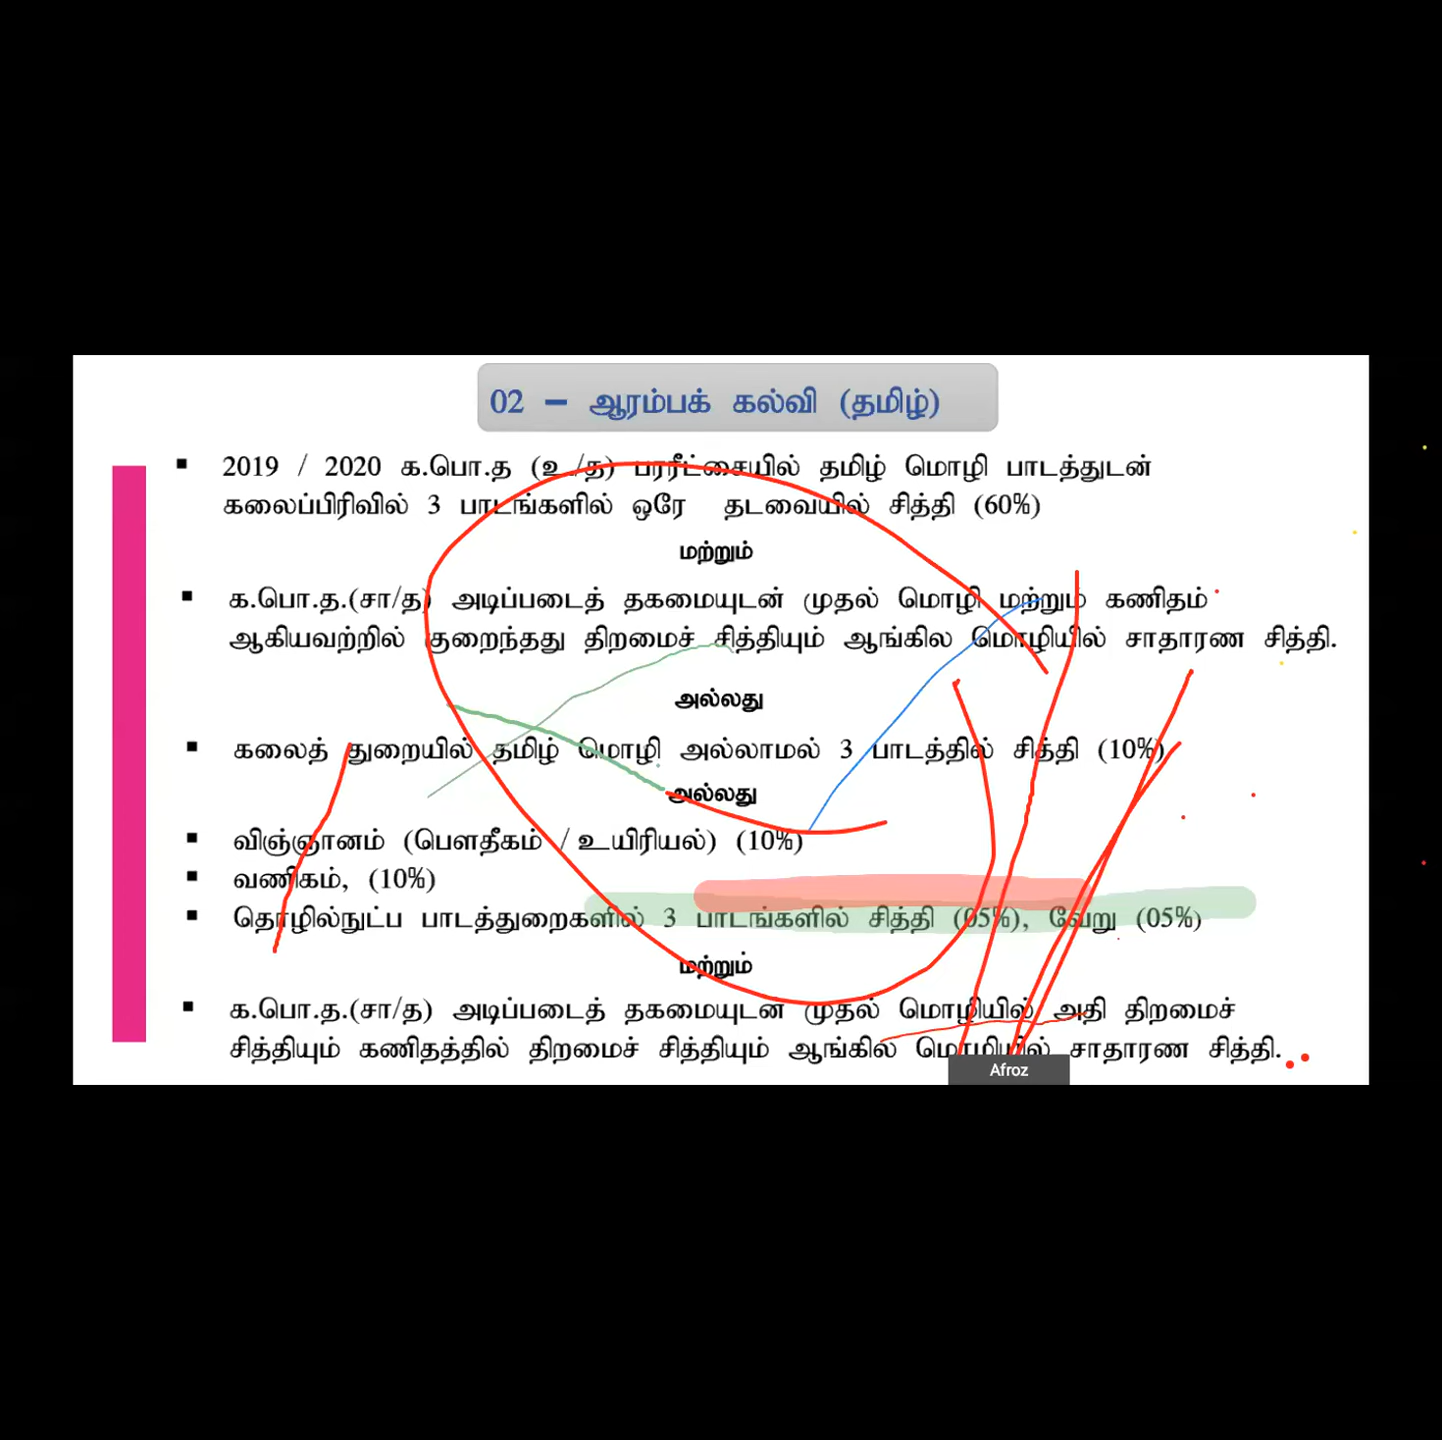 02 – ஆரம்பக் கல்வி (தமிழ்)
▪ 2019 / 2020 க.பொ.த (உ/த) பரீட்சையில் தமிழ் மொழி பாடத்துடன்
கலைப்பிரிவில் 3 பாடங்களில் ஒரே தடவையில் சித்தி (60%)
மற்றும்
▪ க.பொ.த.(சா/த) அடிப்படைத் தகமையுடன் முதல் மொழி மற்றும் கணிதம்
ஆகியவற்றில் குறைந்தது திறமைச் சித்தியும் ஆங்கில மொழியில் சாதாரண சித்தி.
அல்லது
▪ கலைத் துறையில் தமிழ் மொழி அல்லாமல் 3 பாடத்தில் சித்தி (10%)
அல்லது
▪ விஞ்ஞானம் (பௌதீகம் / உயிரியல்) (10%)
▪ வணிகம், (10%)
▪ தொழில்நுட்ப பாடத்துறைகளில் 3 பாடங்களில் சித்தி (05%), வேறு (05%)
மற்றும்
▪ க.பொ.த.(சா/த) அடிப்படைத் தகமையுடன் முதல் மொழியில் அதி திறமைச்
சித்தியும் கணிதத்தில் திறமைச் சித்தியும் ஆங்கில மொழியில் சாதாரண சித்தி.
Afroz